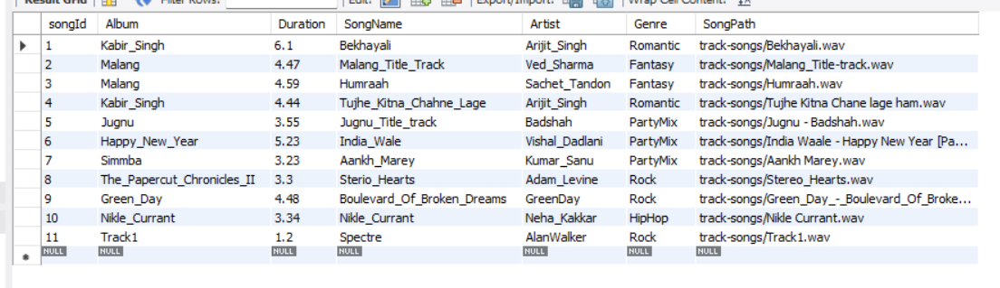 Result Grid Filter Rows: Edit: Export/Import: Wrap Cell Content:
songId Album Duration SongName Artist Genre SongPath
1 Kabir_Singh 6.1 Bekhayali Arijit_Singh Romantic track-songs/Bekhayali.wav
2 Malang 4.47 Malang_Title_Track Ved_Sharma Fantasy track-songs/Malang_Title-track.wav
3 Malang 4.59 Humraah Sachet_Tandon Fantasy track-songs/Humraah.wav
4 Kabir_Singh 4.44 Tujhe_Kitna_Chahne_Lage Arijit_Singh Romantic track-songs/Tujhe Kitna Chane lage ham.wav
5 Jugnu 3.55 Jugnu_Title_track Badshah PartyMix track-songs/Jugnu - Badshah.wav
6 Happy_New_Year 5.23 India_Wale Vishal_Dadlani PartyMix track-songs/India Waale - Happy New Year [Pa...
7 Simmba 3.23 Aankh_Marey Kumar_Sanu PartyMix track-songs/Aankh Marey.wav
8 The_Papercut_Chronicles_II 3.3 Sterio_Hearts Adam_Levine Rock track-songs/Stereo_Hearts.wav
9 Green_Day 4.48 Boulevard_Of_Broken_Dreams GreenDay Rock track-songs/Green_Day_-_Boulevard_Of_Broke...
10 Nikle_Currant 3.34 Nikle_Currant Neha_Kakkar HipHop track-songs/Nikle Currant.wav
11 Track1 1.2 Spectre AlanWalker Rock track-songs/Track1.wav
NULL NULL NULL NULL NULL NULL NULL